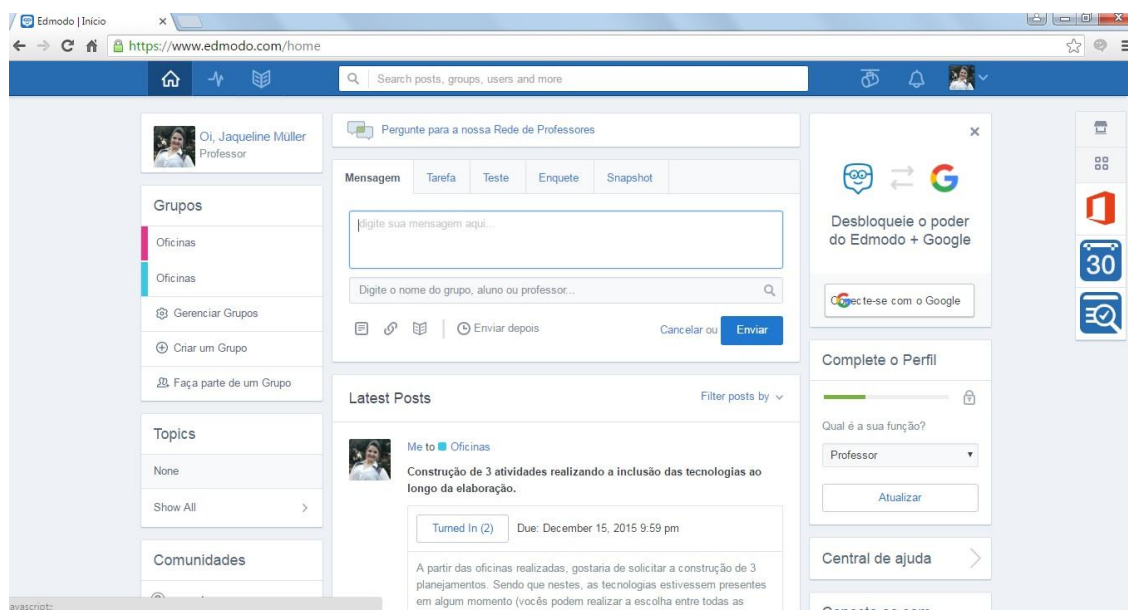 Edmodo | Início
https://www.edmodo.com/home
Search posts, groups, users and more
Oi, Jaqueline Müller
Professor
Grupos
Oficinas
Oficinas
Gerenciar Grupos
Criar um Grupo
Faça parte de um Grupo
Topics
None
Show All
Comunidades
Pergunte para a nossa Rede de Professores
Mensagem Tarefa Teste Enquete Snapshot
digite sua mensagem aqui...
Digite o nome do grupo, aluno ou professor...
Enviar depois Cancelar ou Enviar
Latest Posts Filter posts by
Me to Oficinas
Construção de 3 atividades realizando a inclusão das tecnologias ao
longo da elaboração.
Turned In (2) Due: December 15, 2015 9:59 pm
A partir das oficinas realizadas, gostaria de solicitar a construção de 3
planejamentos. Sendo que nestes, as tecnologias estivessem presentes
em algum momento (vocês podem realizar a escolha entre todas as
G
Desbloqueie o poder
do Edmodo + Google
ecte-se com o Google
Complete o Perfil
Qual é a sua função?
Professor
Atualizar
Central de ajuda
30
avascript: